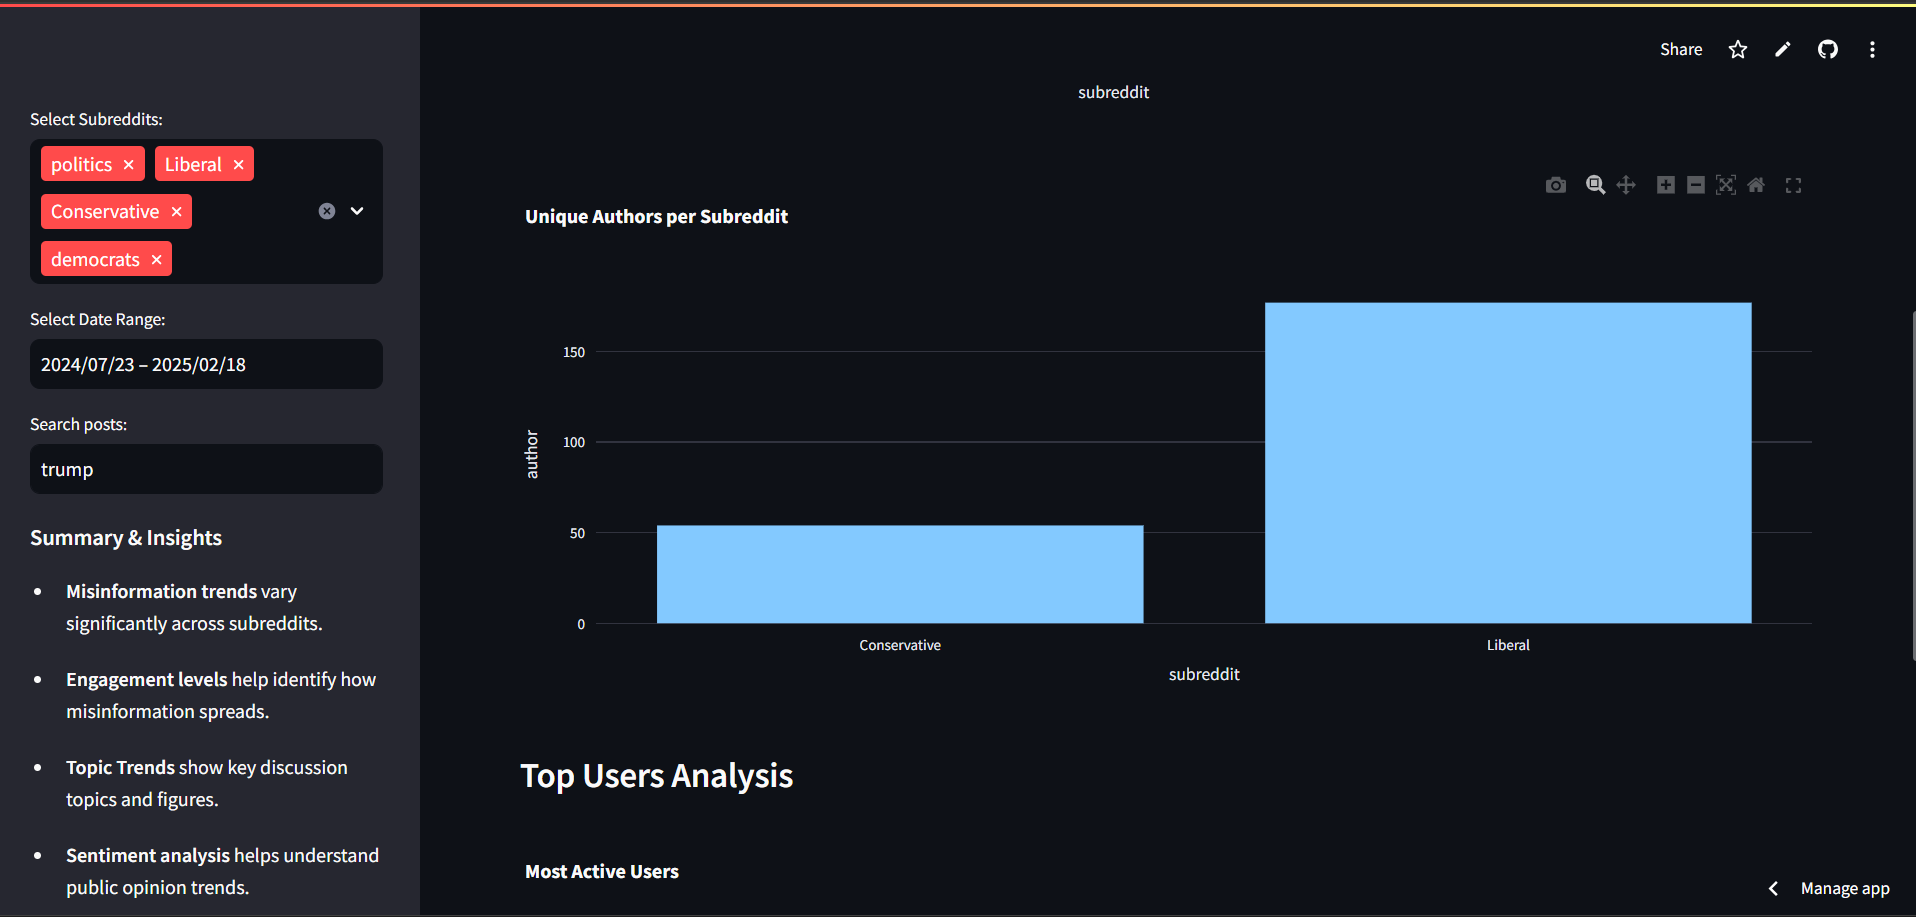 Share
Select Subreddits:
politics ×
Liberal ×
Conservative ×
democrats ×
Select Date Range:
2024/07/23 – 2025/02/18
Search posts:
trump
Summary & Insights
• Misinformation trends vary
significantly across subreddits.
• Engagement levels help identify how
misinformation spreads.
• Topic Trends show key discussion
topics and figures.
• Sentiment analysis helps understand
public opinion trends.
subreddit
Unique Authors per Subreddit
150
100
50
0
author
Conservative
Liberal
subreddit
Top Users Analysis
Most Active Users
Manage app